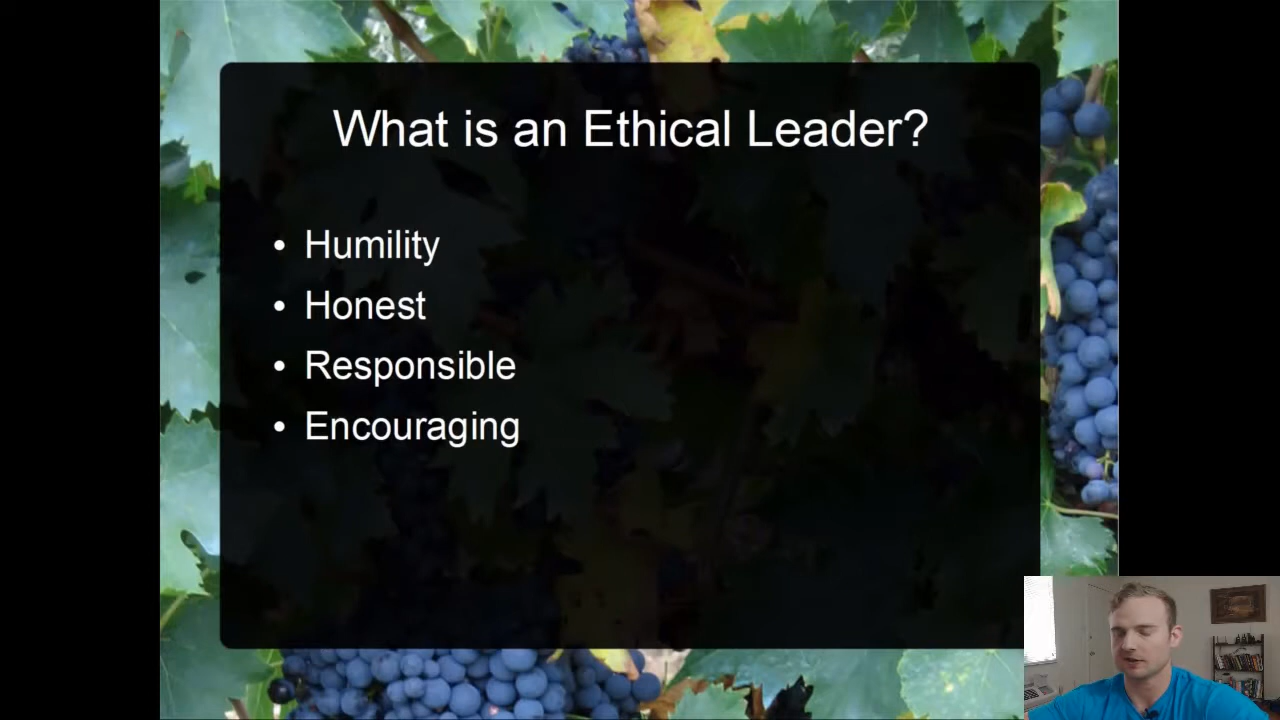 What is an Ethical Leader?
• Humility
• Honest
• Responsible
• Encouraging